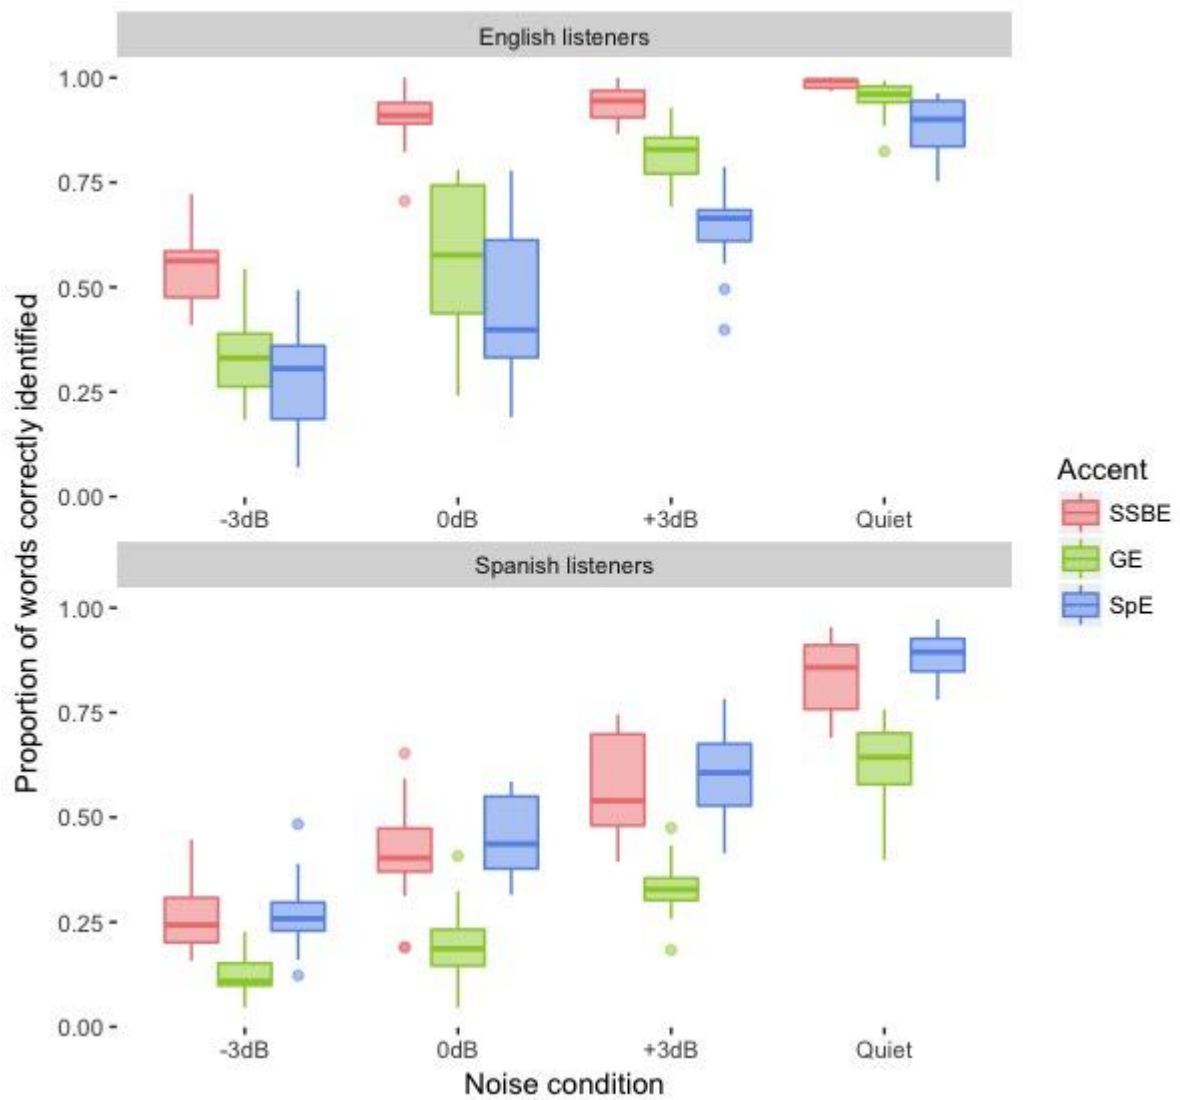 English listeners
1.00
0.75
0.50
0.25
0.00
-3dB 0dB +3dB Quiet
Spanish listeners
1.00
0.75
0.50
0.25
0.00
-3dB 0dB +3dB Quiet
Noise condition
Proportion of words correctly identified
Accent
SSBE
GE
SpE